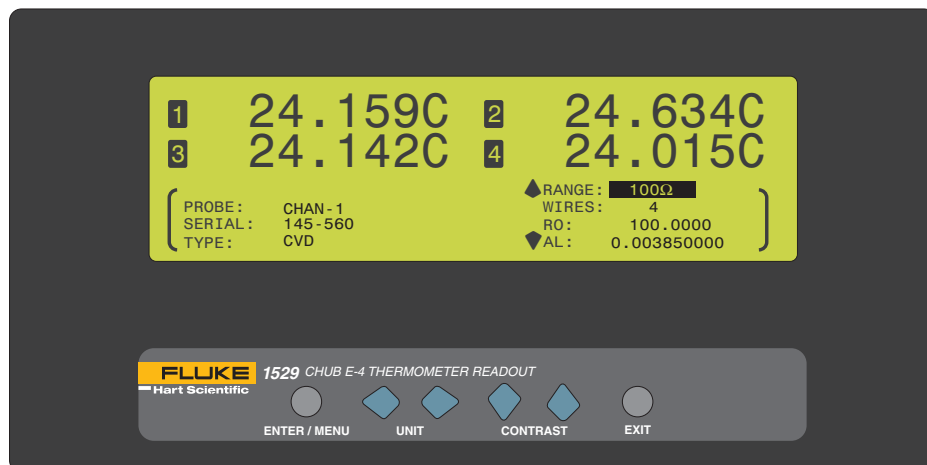 1 24.159C 2 24.634C
3 24.142C 4 24.015C
PROBE: CHAN-1
SERIAL: 145-560
TYPE: CVD
RANGE: 100Ω
WIRES: 4
RO: 100.0000
AL: 0.003850000
FLUKE
Hart Scientific
1529 CHUB E-4 THERMOMETER READOUT
ENTER / MENU UNIT CONTRAST EXIT